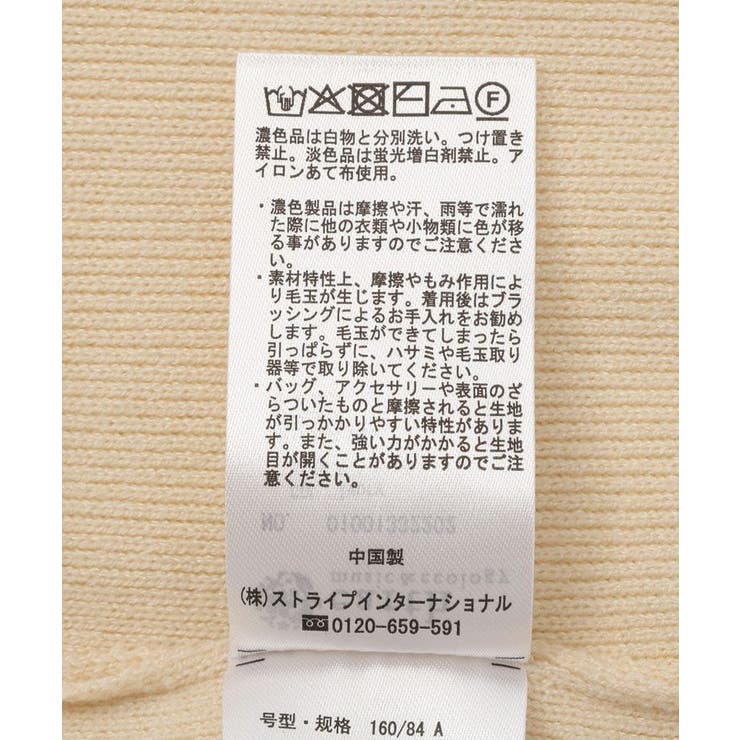 F
濃色品は白物と分別洗い。つけ置き
禁止。淡色品は蛍光増白剤禁止。ア
イロンあて布使用。
・濃色製品は摩擦や汗、雨等で濡れ
た際に他の衣類や小物類に色が移
る事がありますのでご注意くださ
い。
・素材特性上、摩擦やもみ作用によ
り毛玉が生じます。着用後はブラ
ッシングによるお手入れをお勧め
します。毛玉ができてしまったら
引っぱらずに、ハサミや毛玉取り
器等で取り除いてください。
・バッグ、アクセサリーや表面のざ
らついたものと摩擦されると生地
が引っかかりやすい特性がありま
す。また、強い力がかかると生地
目が開くことがありますのでご注
意ください。
NO. 01001332202
中国製
music&ecology
(株)ストライプインターナショナル
0120-659-591
号型・规格 160/84 A